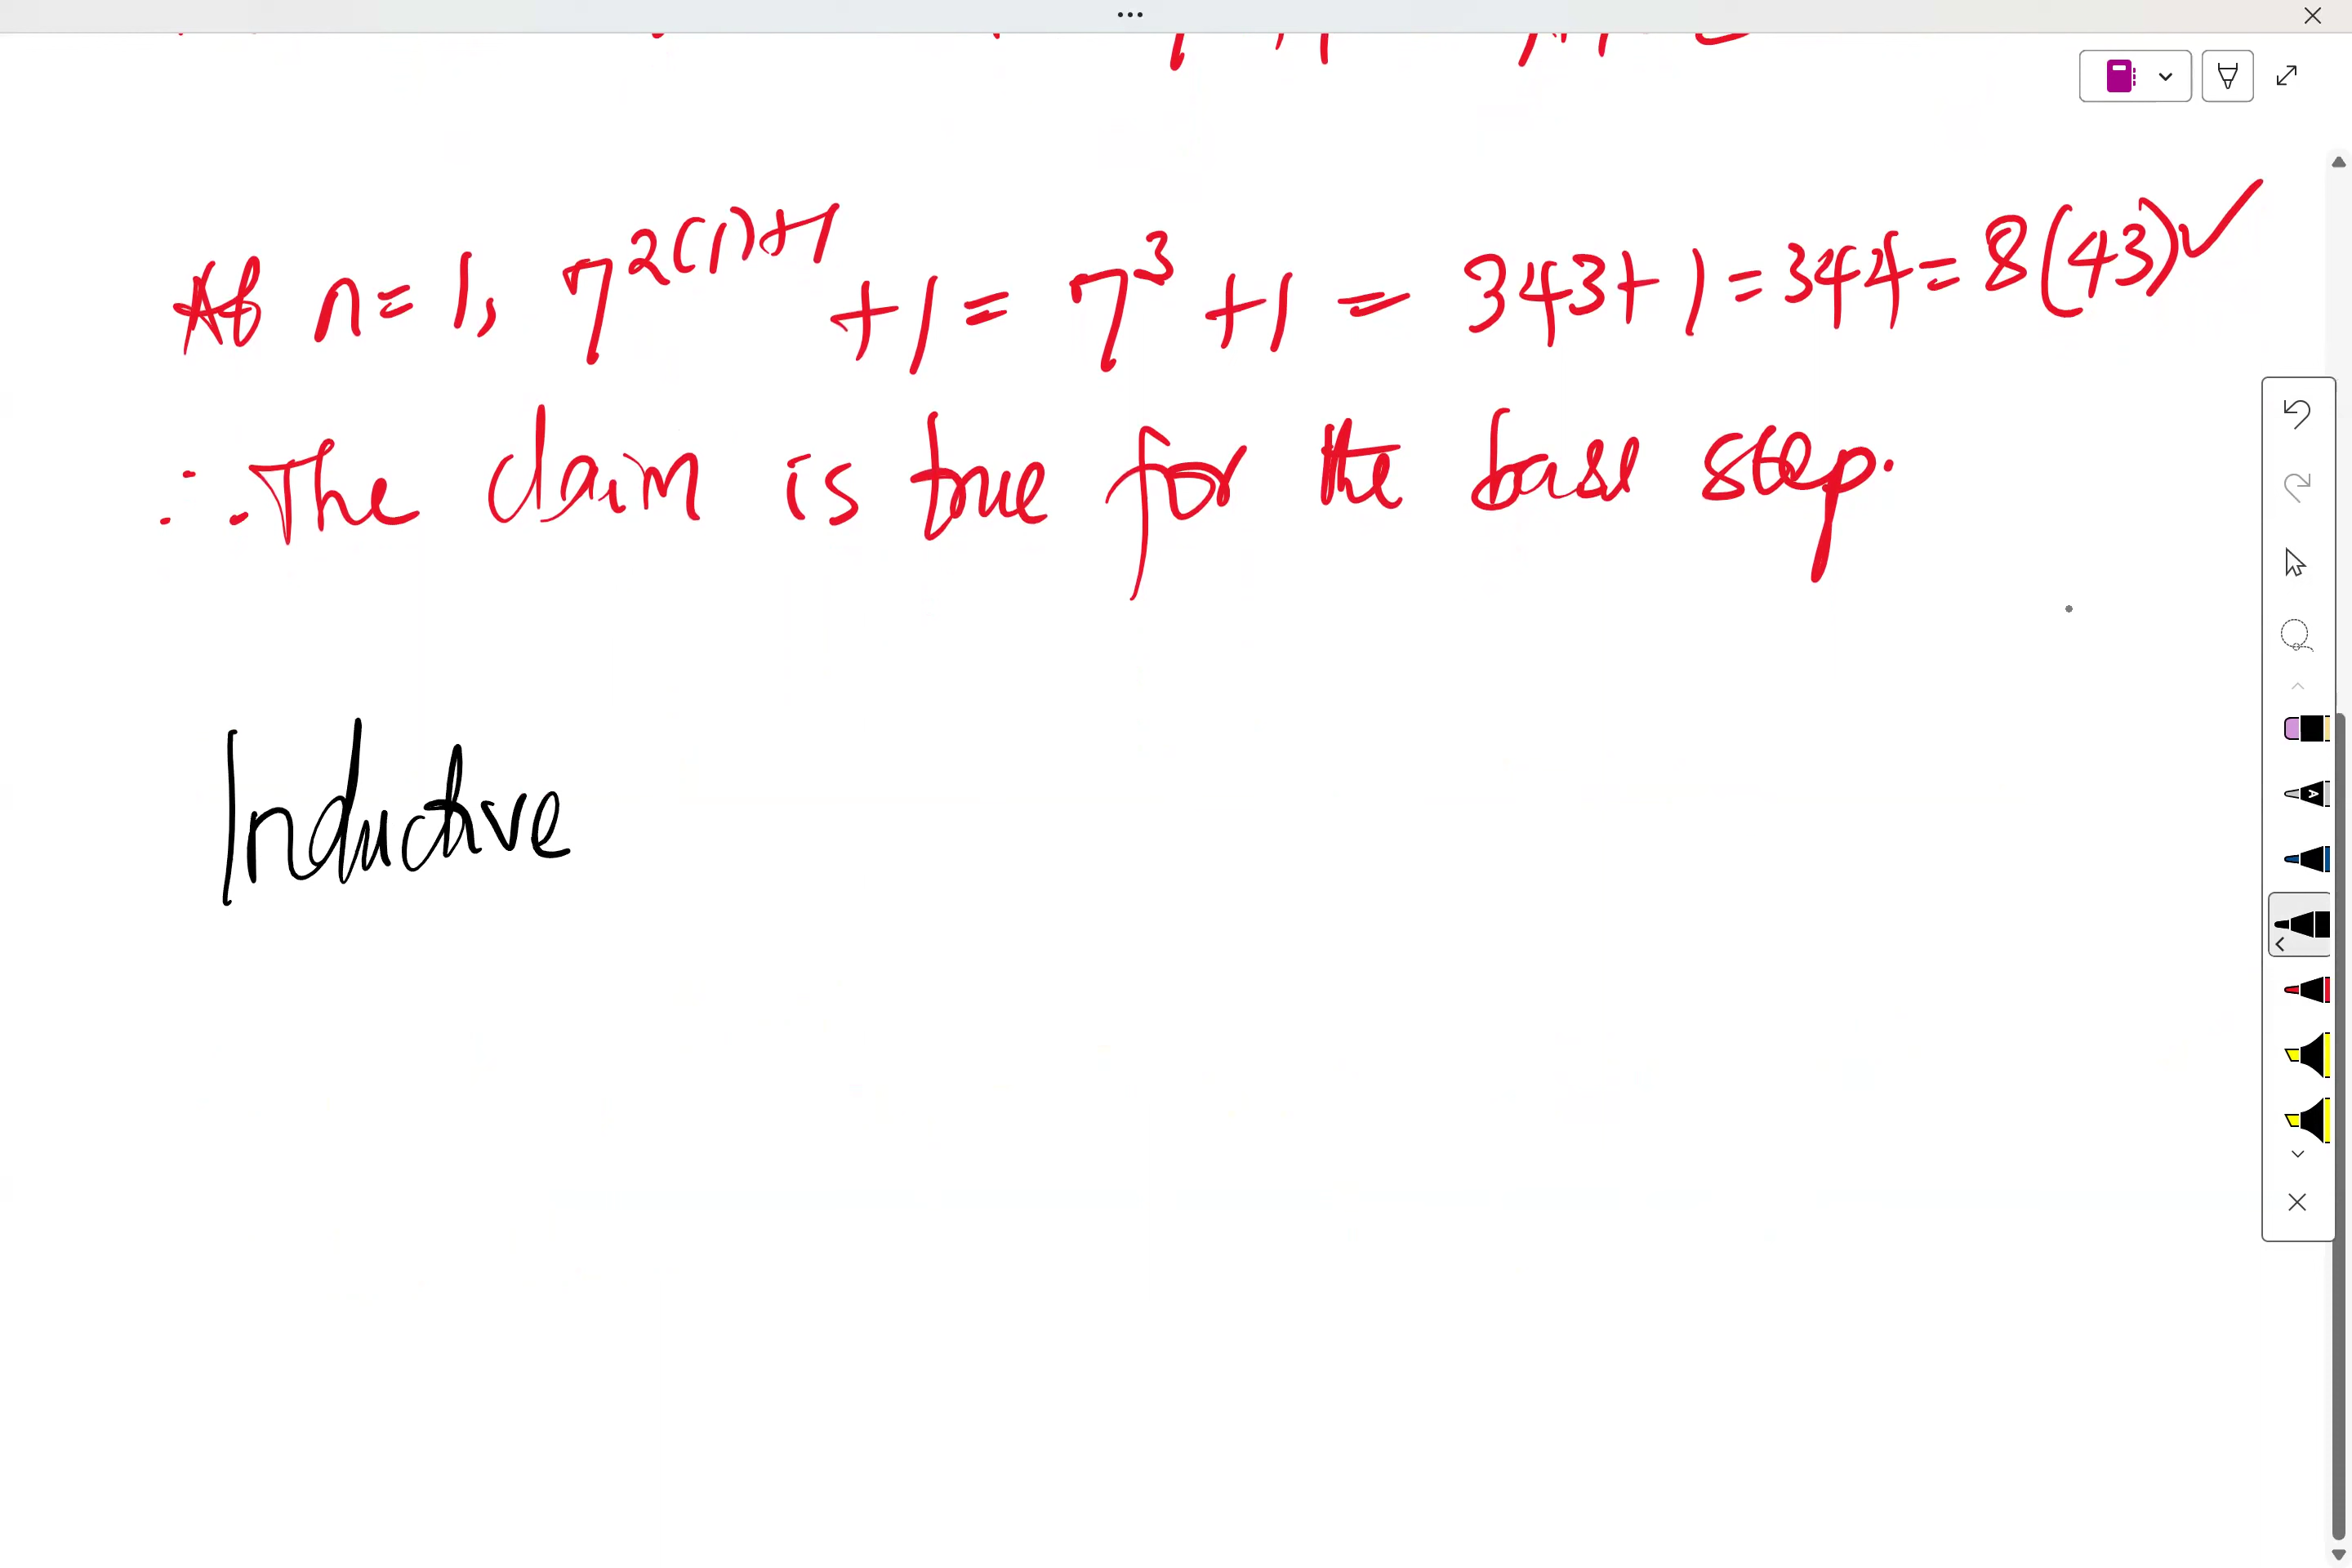 At n=1, 7^{2(1)+1} + 1 = 7^3 + 1 = 343+1 = 344 = 8(43) ✓
∴ The claim is true for the base step.
Inductive